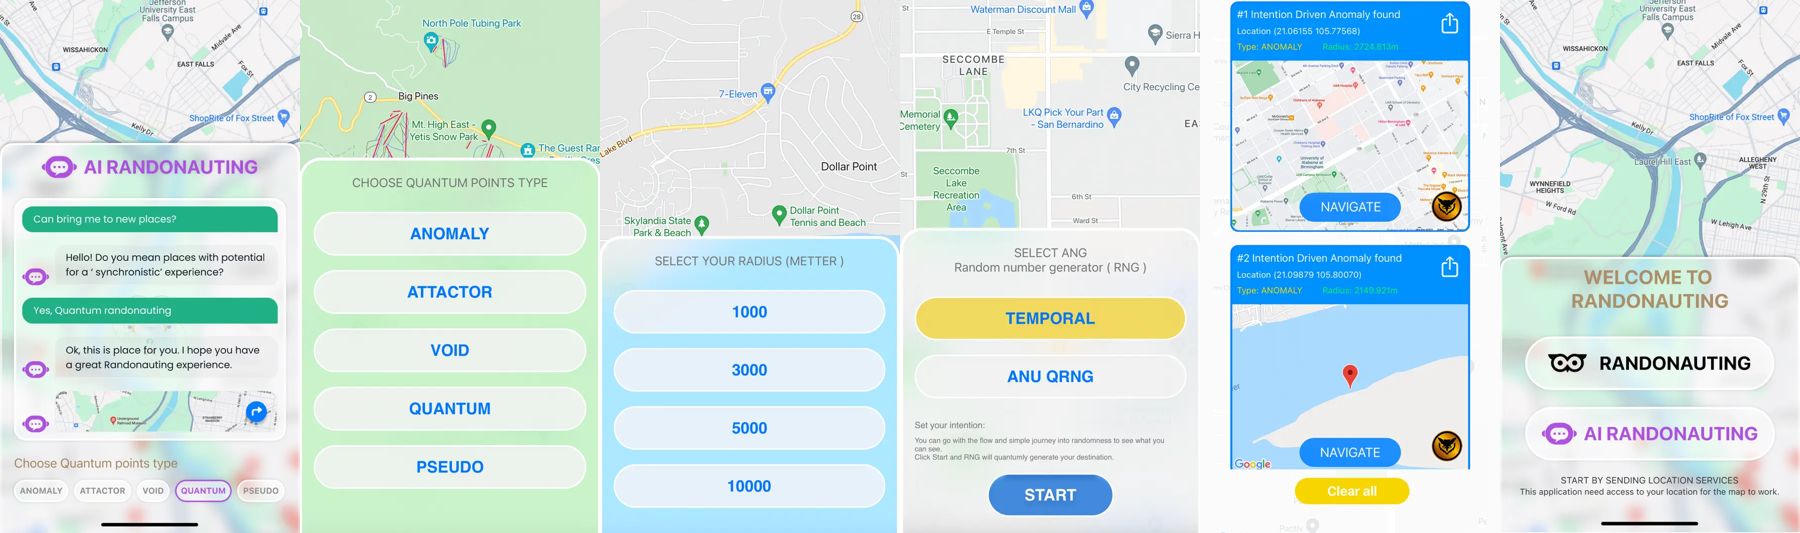 Jefferson
University East
Falls Campus
Midvale Ave
WISSAHICKON
EAST FALLS
Fox St
Kelly Dr
ShopRite of Fox Street
AI RANDONAUTING
Can bring me to new places?
Hello! Do you mean places with potential
for a ‘ synchronistic’ experience?
Yes, Quantum randonauting
Ok, this is place for you. I hope you have
a great Randonauting experience.
Choose Quantum points type
ANOMALY
ATTACTOR
VOID
QUANTUM
PSEUDO
North Pole Tubing Park
2
Big Pines
Mt. High East -
Yetis Snow Park
The Guest Ran
CHOOSE QUANTUM POINTS TYPE
ANOMALY
ATTACTOR
VOID
QUANTUM
PSEUDO
28
7-Eleven
Lake Blvd
Dollar Point
Skylandia State
Park & Beach
Dollar Point
Tennis and Beach
SELECT YOUR RADIUS (METTER )
1000
3000
5000
10000
Waterman Discount Mall
E Temple St
Sierra H
SECCOMBE
LANE
City Recycling Ce
Memorial
Cemetery
LKQ Pick Your Part
- San Bernardino
EAS
7th St
Seccombe
Lake
Recreation
Area
6th St
Ward St
SELECT ANG
Random number generator ( RNG )
TEMPORAL
ANU QRNG
Set your intention:
You can go with the flow and simple journey into randomness to see what you
can see.
Click Start and RNG will quantumly generate your destination.
START
#1 Intention Driven Anomaly found
Location (21.06155 105.77568)
Type: ANOMALY
Radius: 2724.813m
NAVIGATE
#2 Intention Driven Anomaly found
Location (21.09879 105.80070)
Type: ANOMALY
Radius: 2149.921m
NAVIGATE
Google
Clear all
Jefferson
University East
Falls Campus
Midvale Ave
WISSAHICKON
EAST FALLS
Fox St
Kelly Dr
ShopRite of Fox Street
Laurel Hill East
ALLEGHENY
WEST
WYNNEFIELD
HEIGHTS
W Ford Rd
N 29th St
W Lehigh Ave
WELCOME TO
RANDONAUTING
RANDONAUTING
AI RANDONAUTING
START BY SENDING LOCATION SERVICES
This application need access to your location for the map to work.